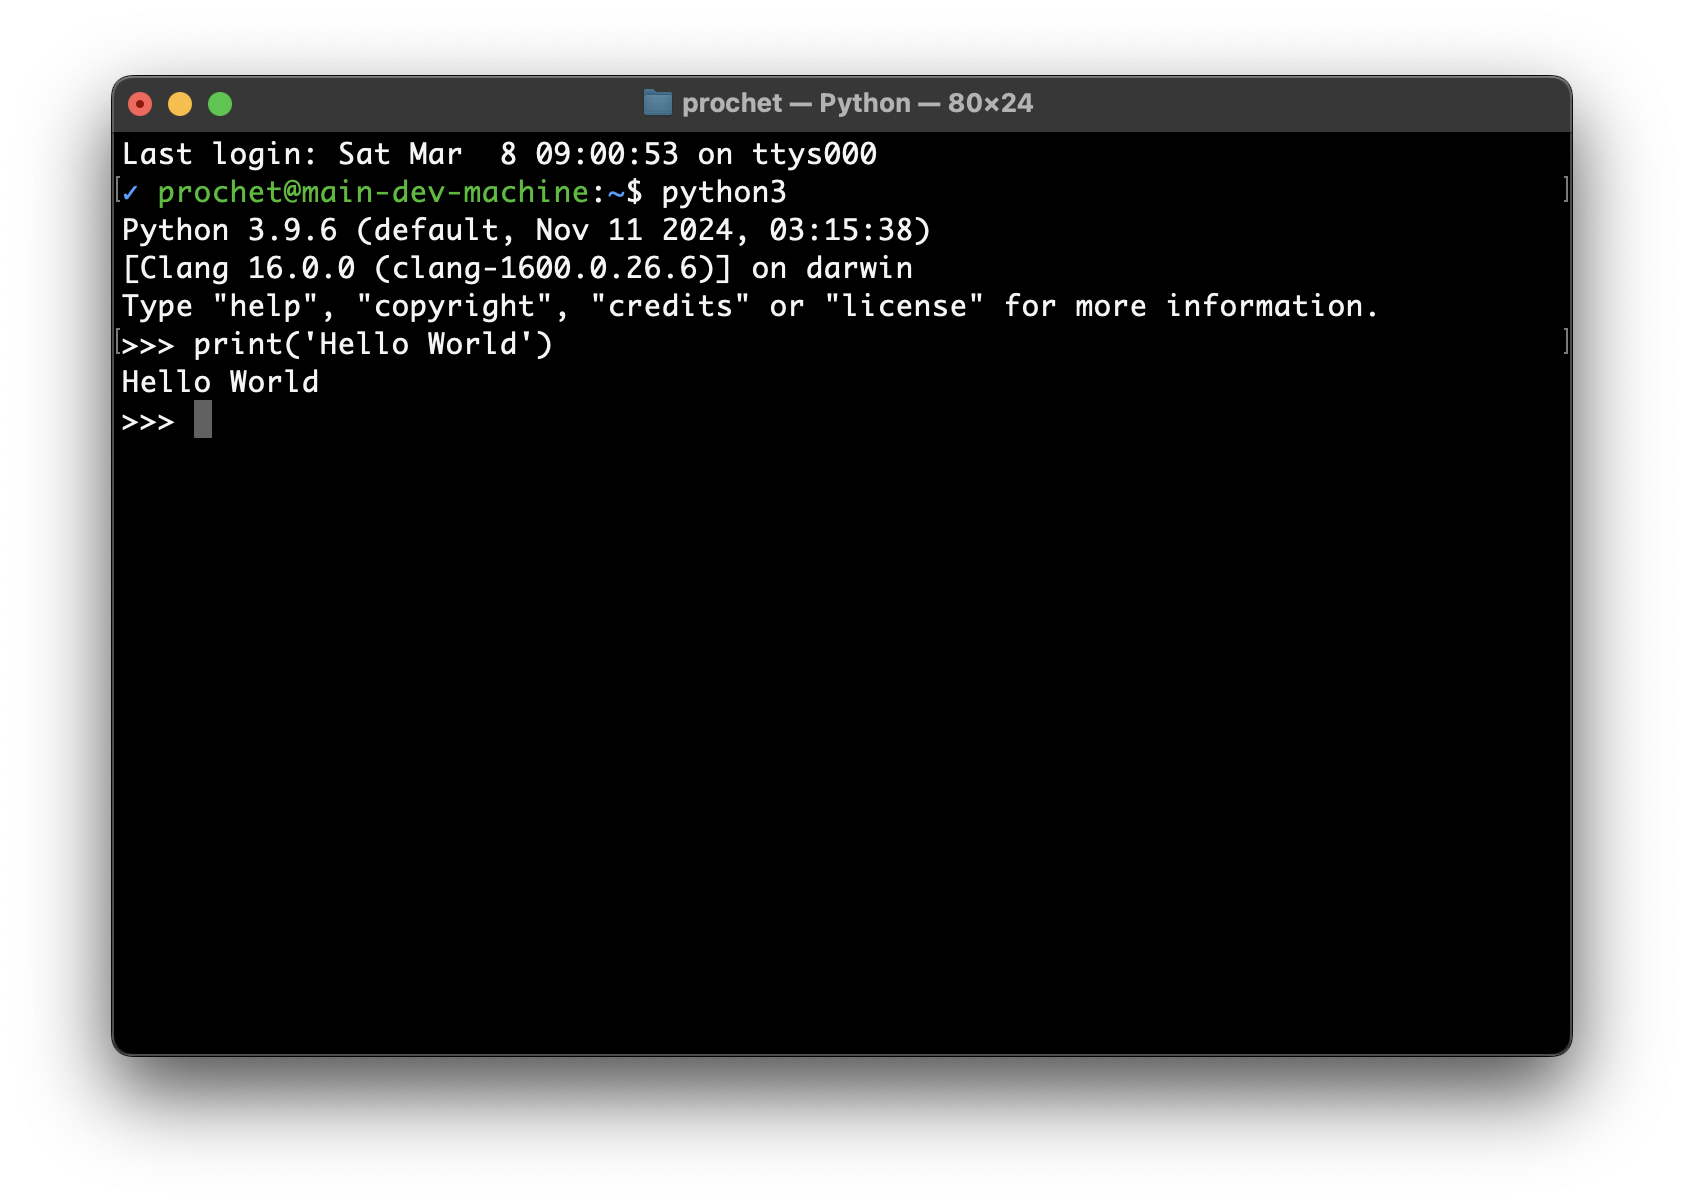 prochet — Python — 80×24
Last login: Sat Mar  8 09:00:53 on ttys000
[✓ prochet@main-dev-machine:~$ python3 ]
Python 3.9.6 (default, Nov 11 2024, 03:15:38)
[Clang 16.0.0 (clang-1600.0.26.6)] on darwin
Type "help", "copyright", "credits" or "license" for more information.
[>>> print('Hello World') ]
Hello World
>>>